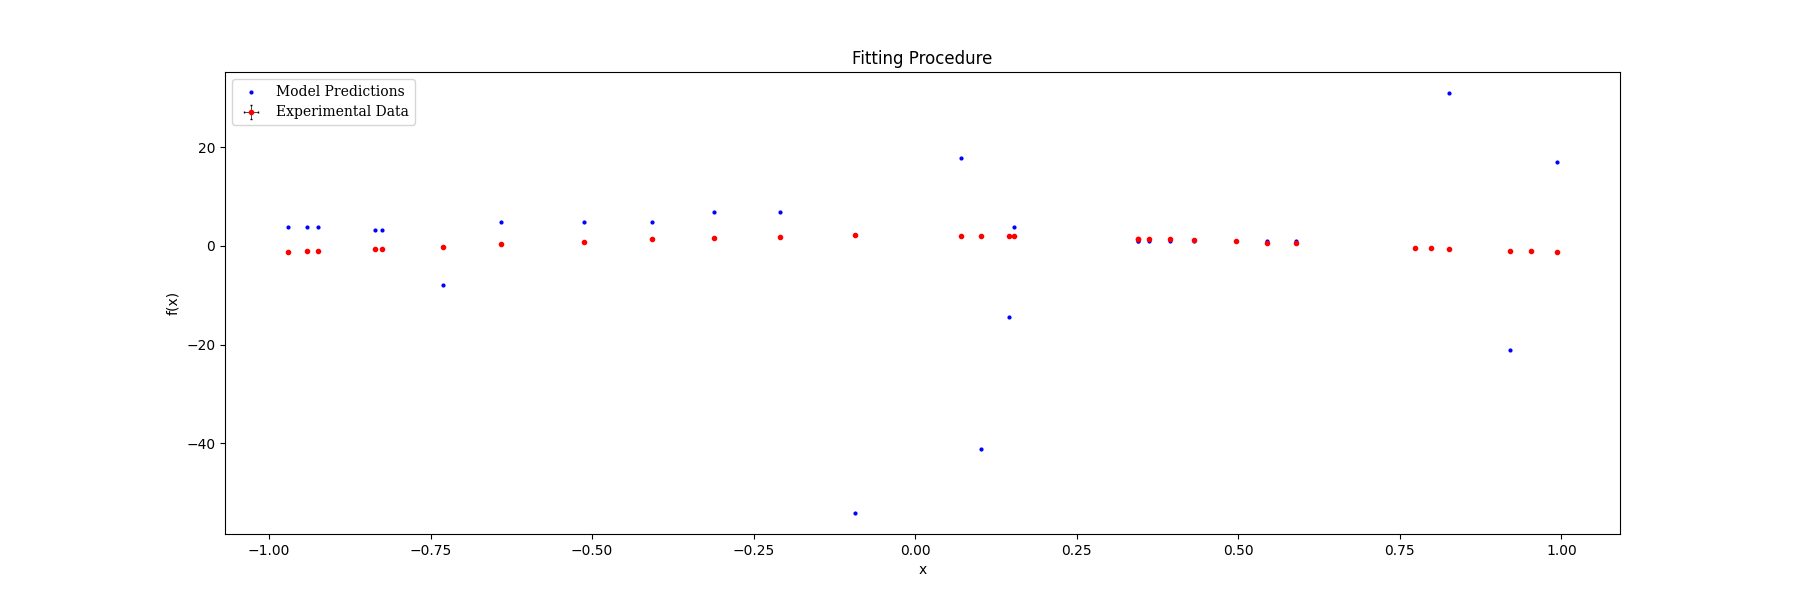 Fitting Procedure
Model Predictions
Experimental Data
f(x)
20
0
−20
−40
−1.00 −0.75 −0.50 −0.25 0.00 0.25 0.50 0.75 1.00
x